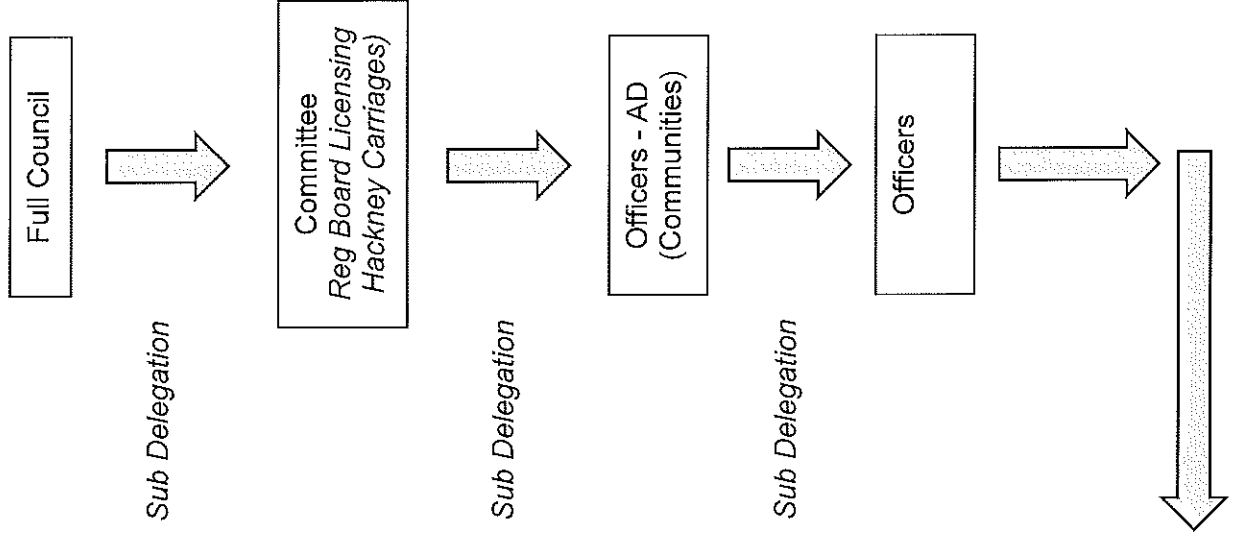 Full Council
Sub Delegation
Committee
Reg Board Licensing
Hackney Carriages
Sub Delegation
Officers - AD
(Communities)
Sub Delegation
Officers